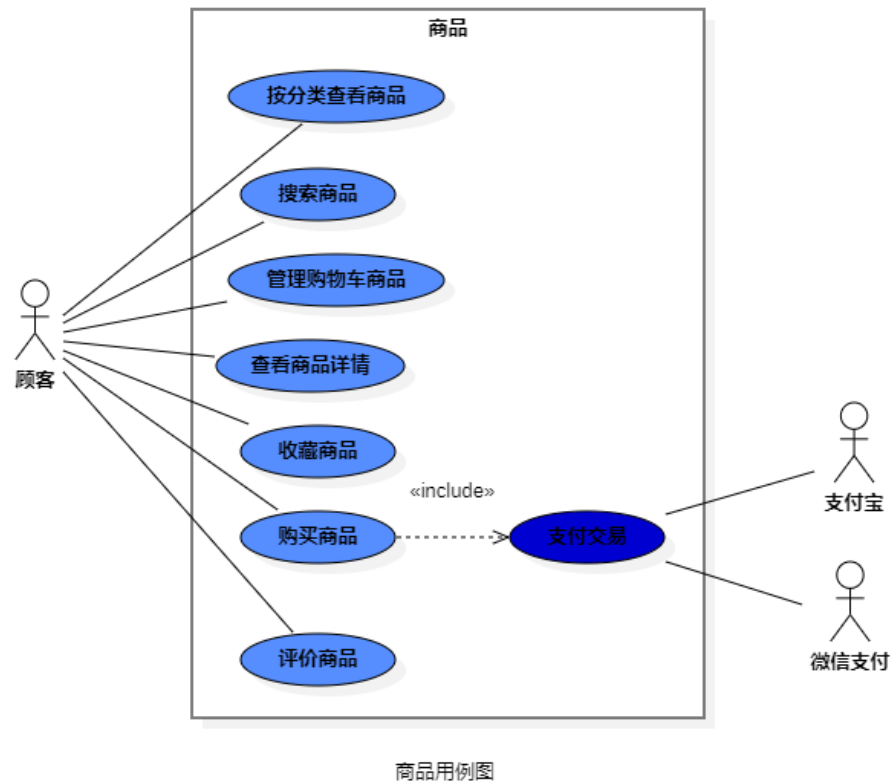 商品
按分类查看商品
搜索商品
管理购物车商品
查看商品详情
顾客
收藏商品
«include»
购买商品
支付交易
支付宝
评价商品
微信支付
商品用例图